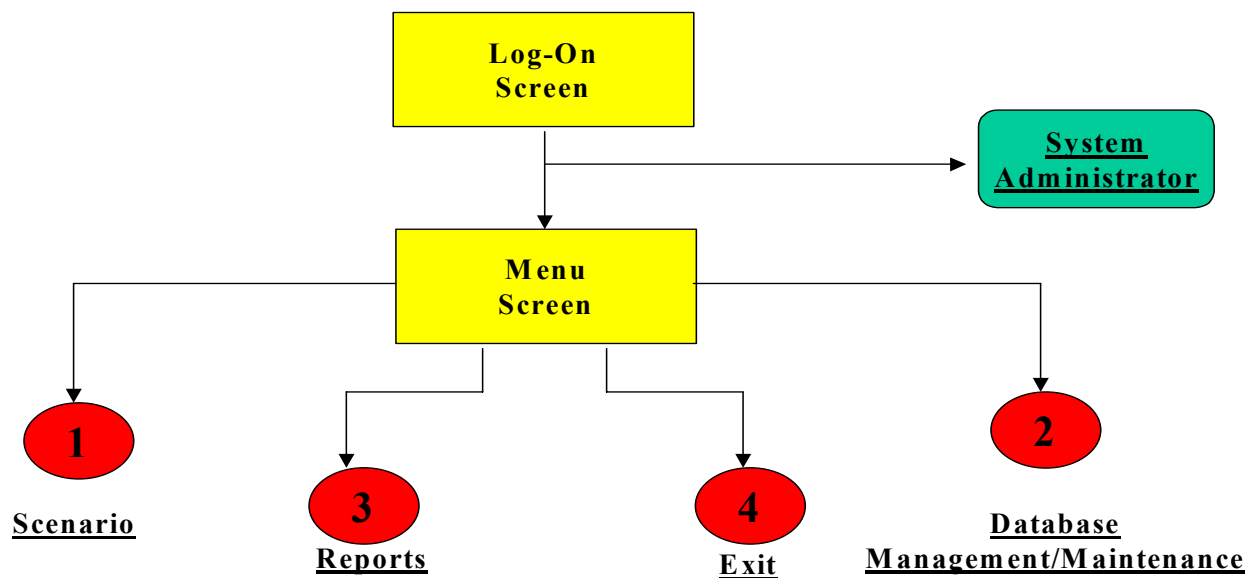 Log-On
Screen
System
Administrator
Menu
Screen
1
2
3
4
Scenario
Reports
Exit
Database
Management/Maintenance